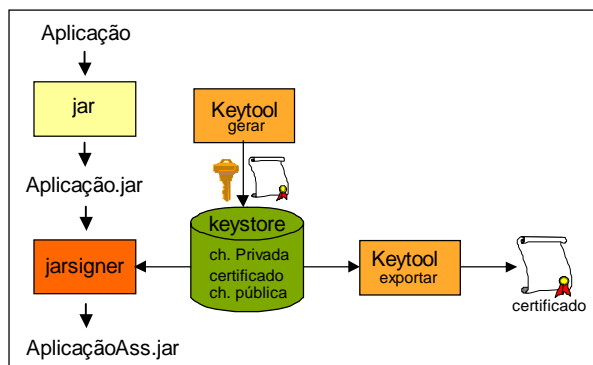 Aplicação
jar
Aplicação.jar
jarsigner
AplicaçãoAss.jar
Keytool
gerar
keystore
ch. Privada
certificado
ch. pública
Keytool
exportar
certificado